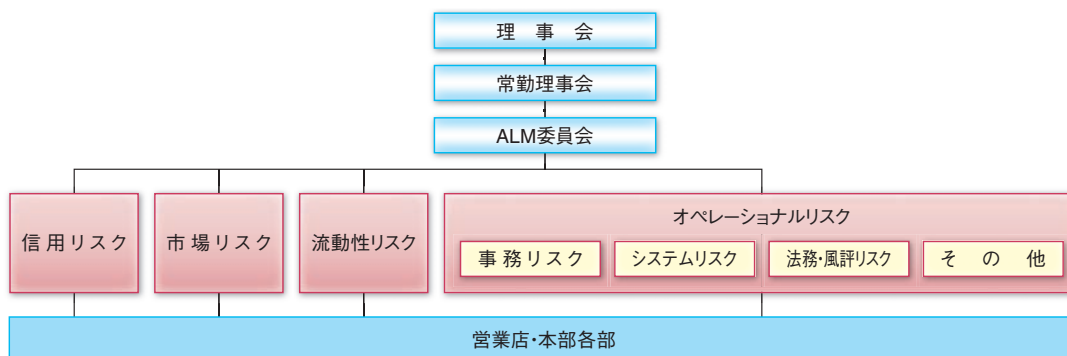 理事会
常勤理事会
ALM委員会
信用リスク
市場リスク
流動性リスク
オペレーショナルリスク
事務リスク
システムリスク
法務・風評リスク
その他
営業店・本部各部